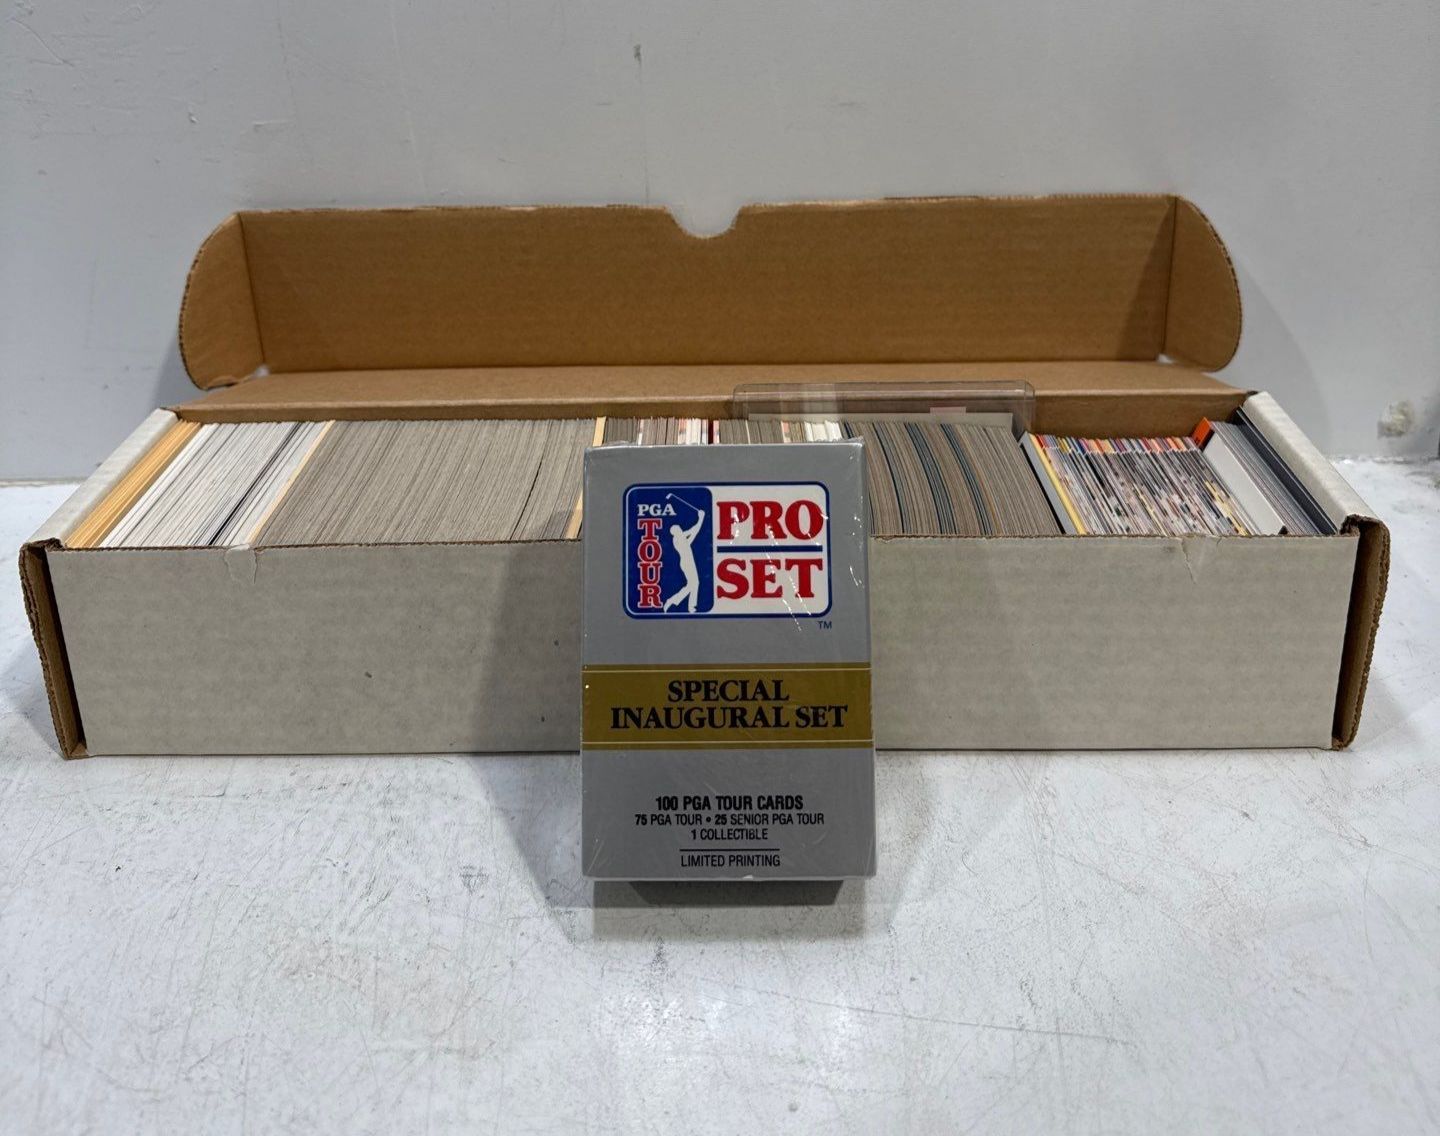 PGA
TOUR
PRO
SET
TM
SPECIAL
INAUGURAL SET
100 PGA TOUR CARDS
75 PGA TOUR • 25 SENIOR PGA TOUR
1 COLLECTIBLE
LIMITED PRINTING